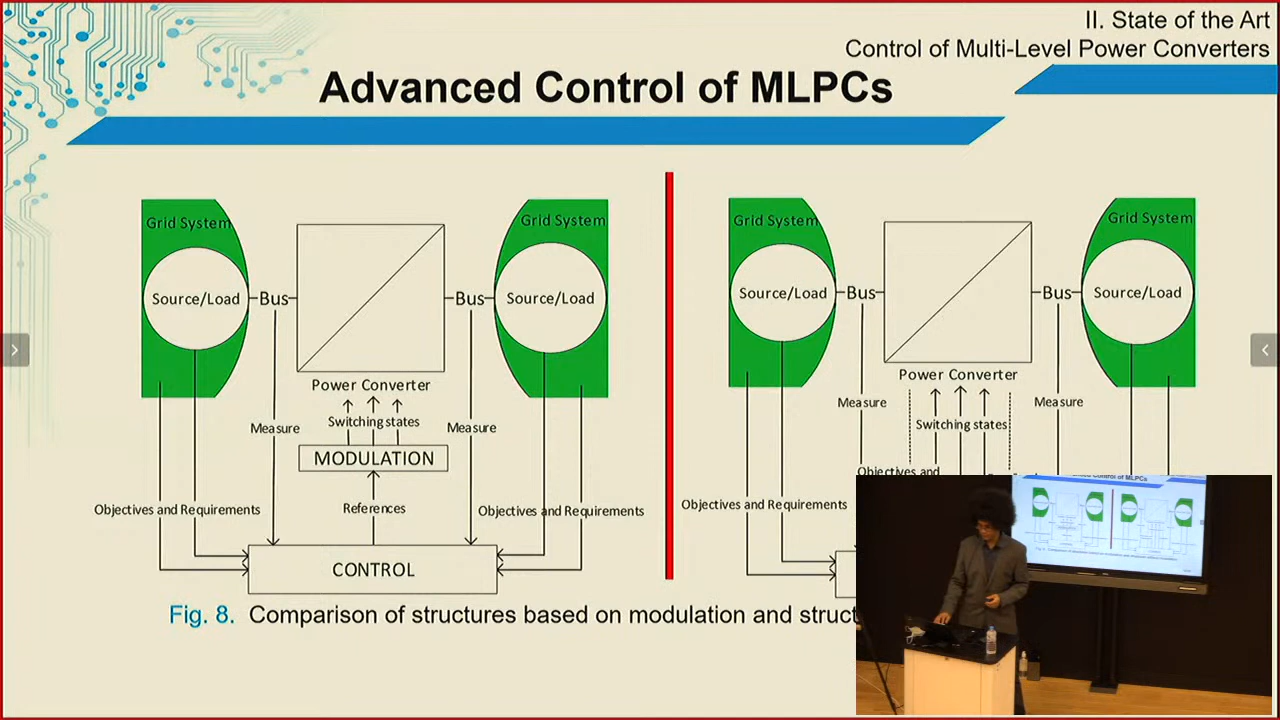 II. State of the Art
Control of Multi-Level Power Converters
Advanced Control of MLPCs
Grid System
Source/Load
Bus
Power Converter
Bus
Grid System
Source/Load
Measure
Switching states
Measure
MODULATION
Objectives and Requirements
References
Objectives and Requirements
CONTROL
Grid System
Source/Load
Bus
Power Converter
Bus
Grid System
Source/Load
Measure
Switching states
Measure
Objectives and
Objectives and Requirements
Fig. 8. Comparison of structures based on modulation and struct
Control of MLPCs